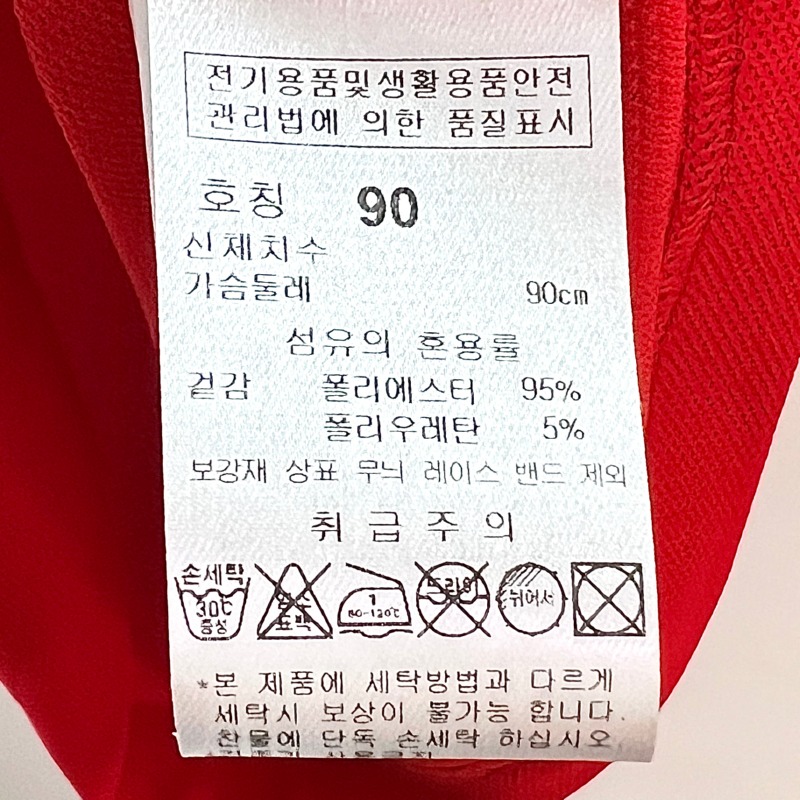 전기용품및생활용품안전
관리법에 의한 품질표시
호칭 90
신체치수
가슴둘레 90cm
섬유의 혼용률
겉감 폴리에스터 95%
폴리우레탄 5%
보강재 상표 무늬 레이스 밴드 제외
취급주의
손세탁 30℃ 중성 표백 1 80-120℃ 드라이 뉘어서
*본 제품에 세탁방법과 다르게
세탁시 보상이 불가능 합니다.
찬물에 단독 손세탁 하십시오.